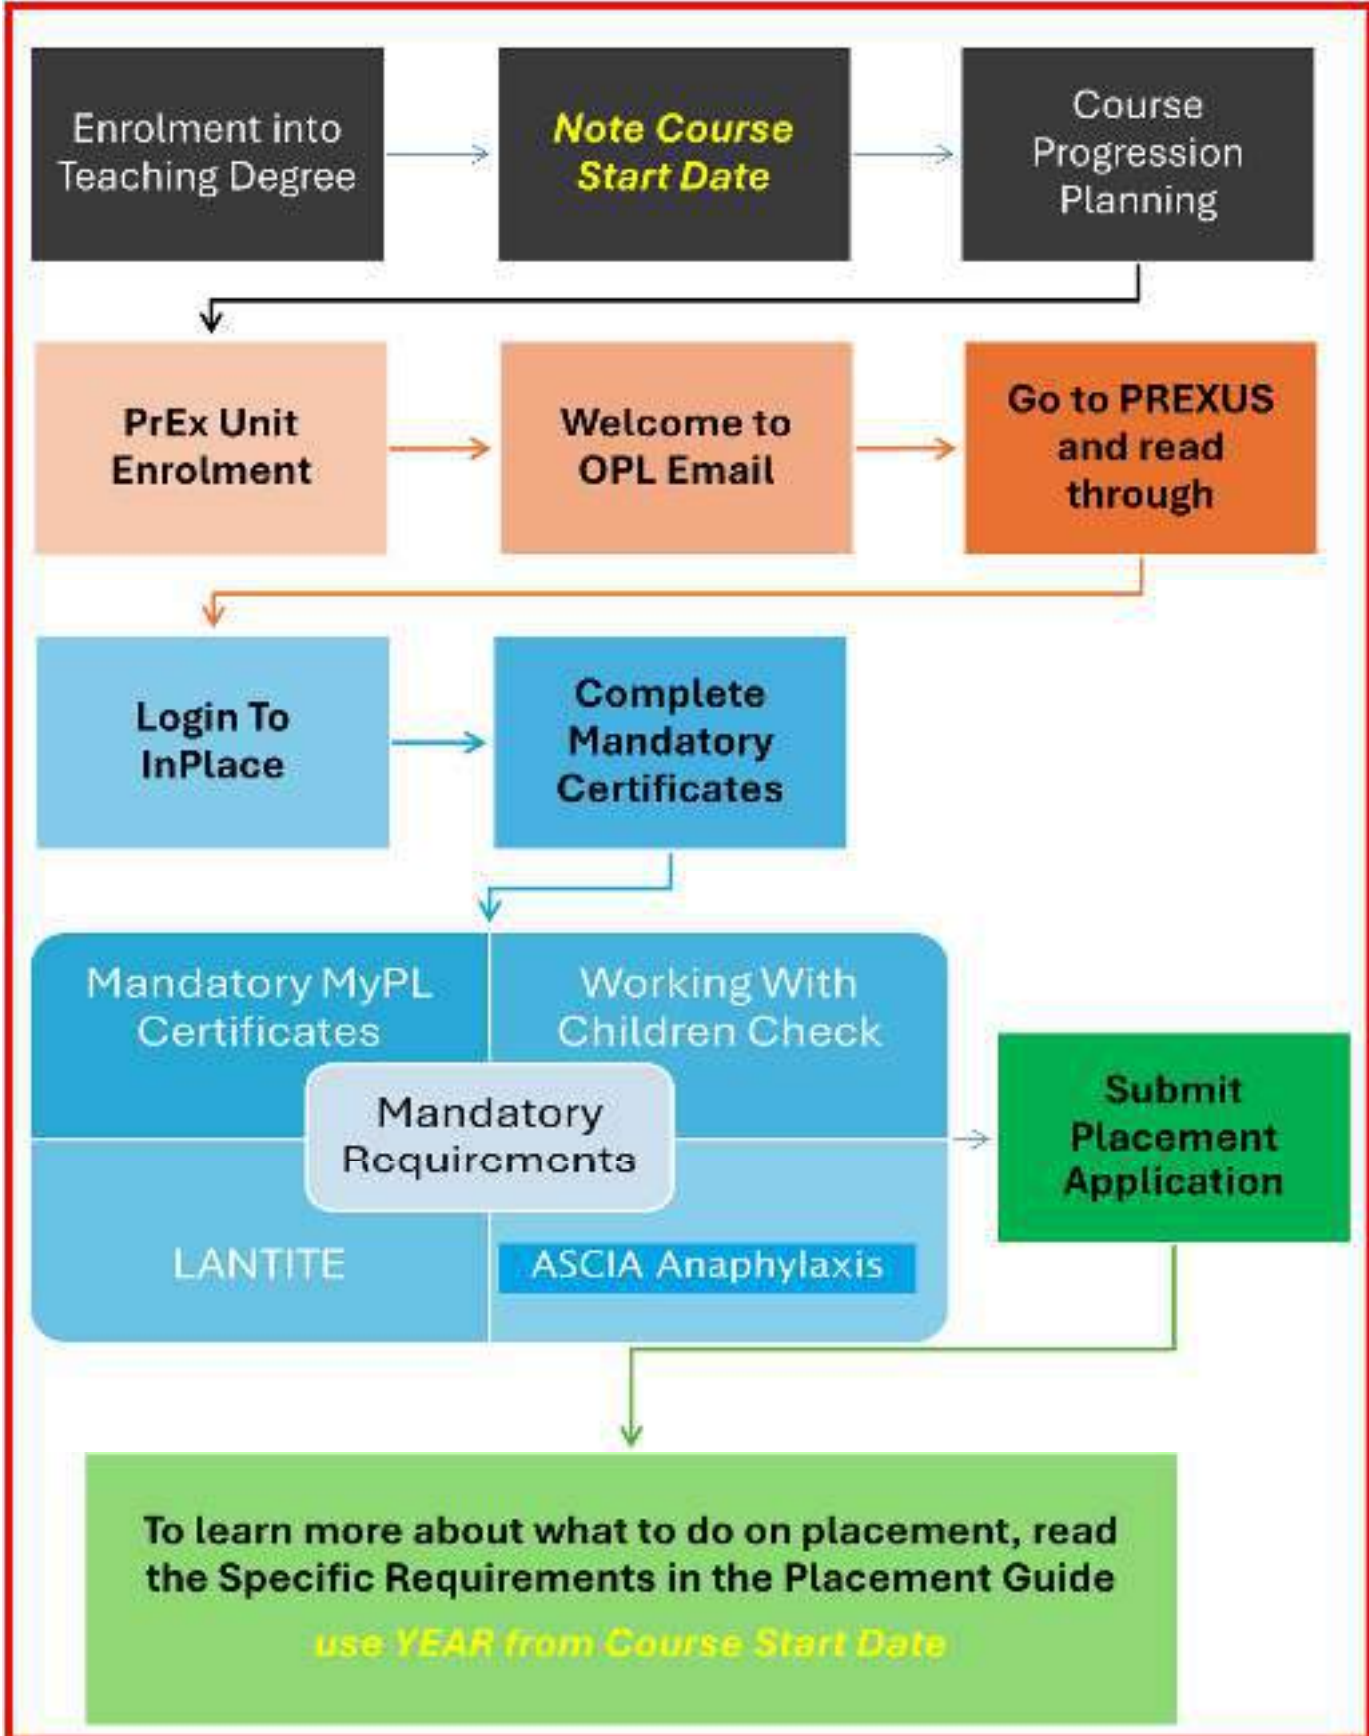 Enrolment into
Teaching Degree
Note Course
Start Date
Course
Progression
Planning
PrEx Unit
Enrolment
Welcome to
OPL Email
Go to PREXUS
and read
through
Login To
InPlace
Complete
Mandatory
Certificates
Mandatory MyPL
Certificates
Working With
Children Check
Mandatory
Requirements
LANTITE
ASCIA Anaphylaxis
Submit
Placement
Application
To learn more about what to do on placement, read
the Specific Requirements in the Placement Guide
use YEAR from Course Start Date